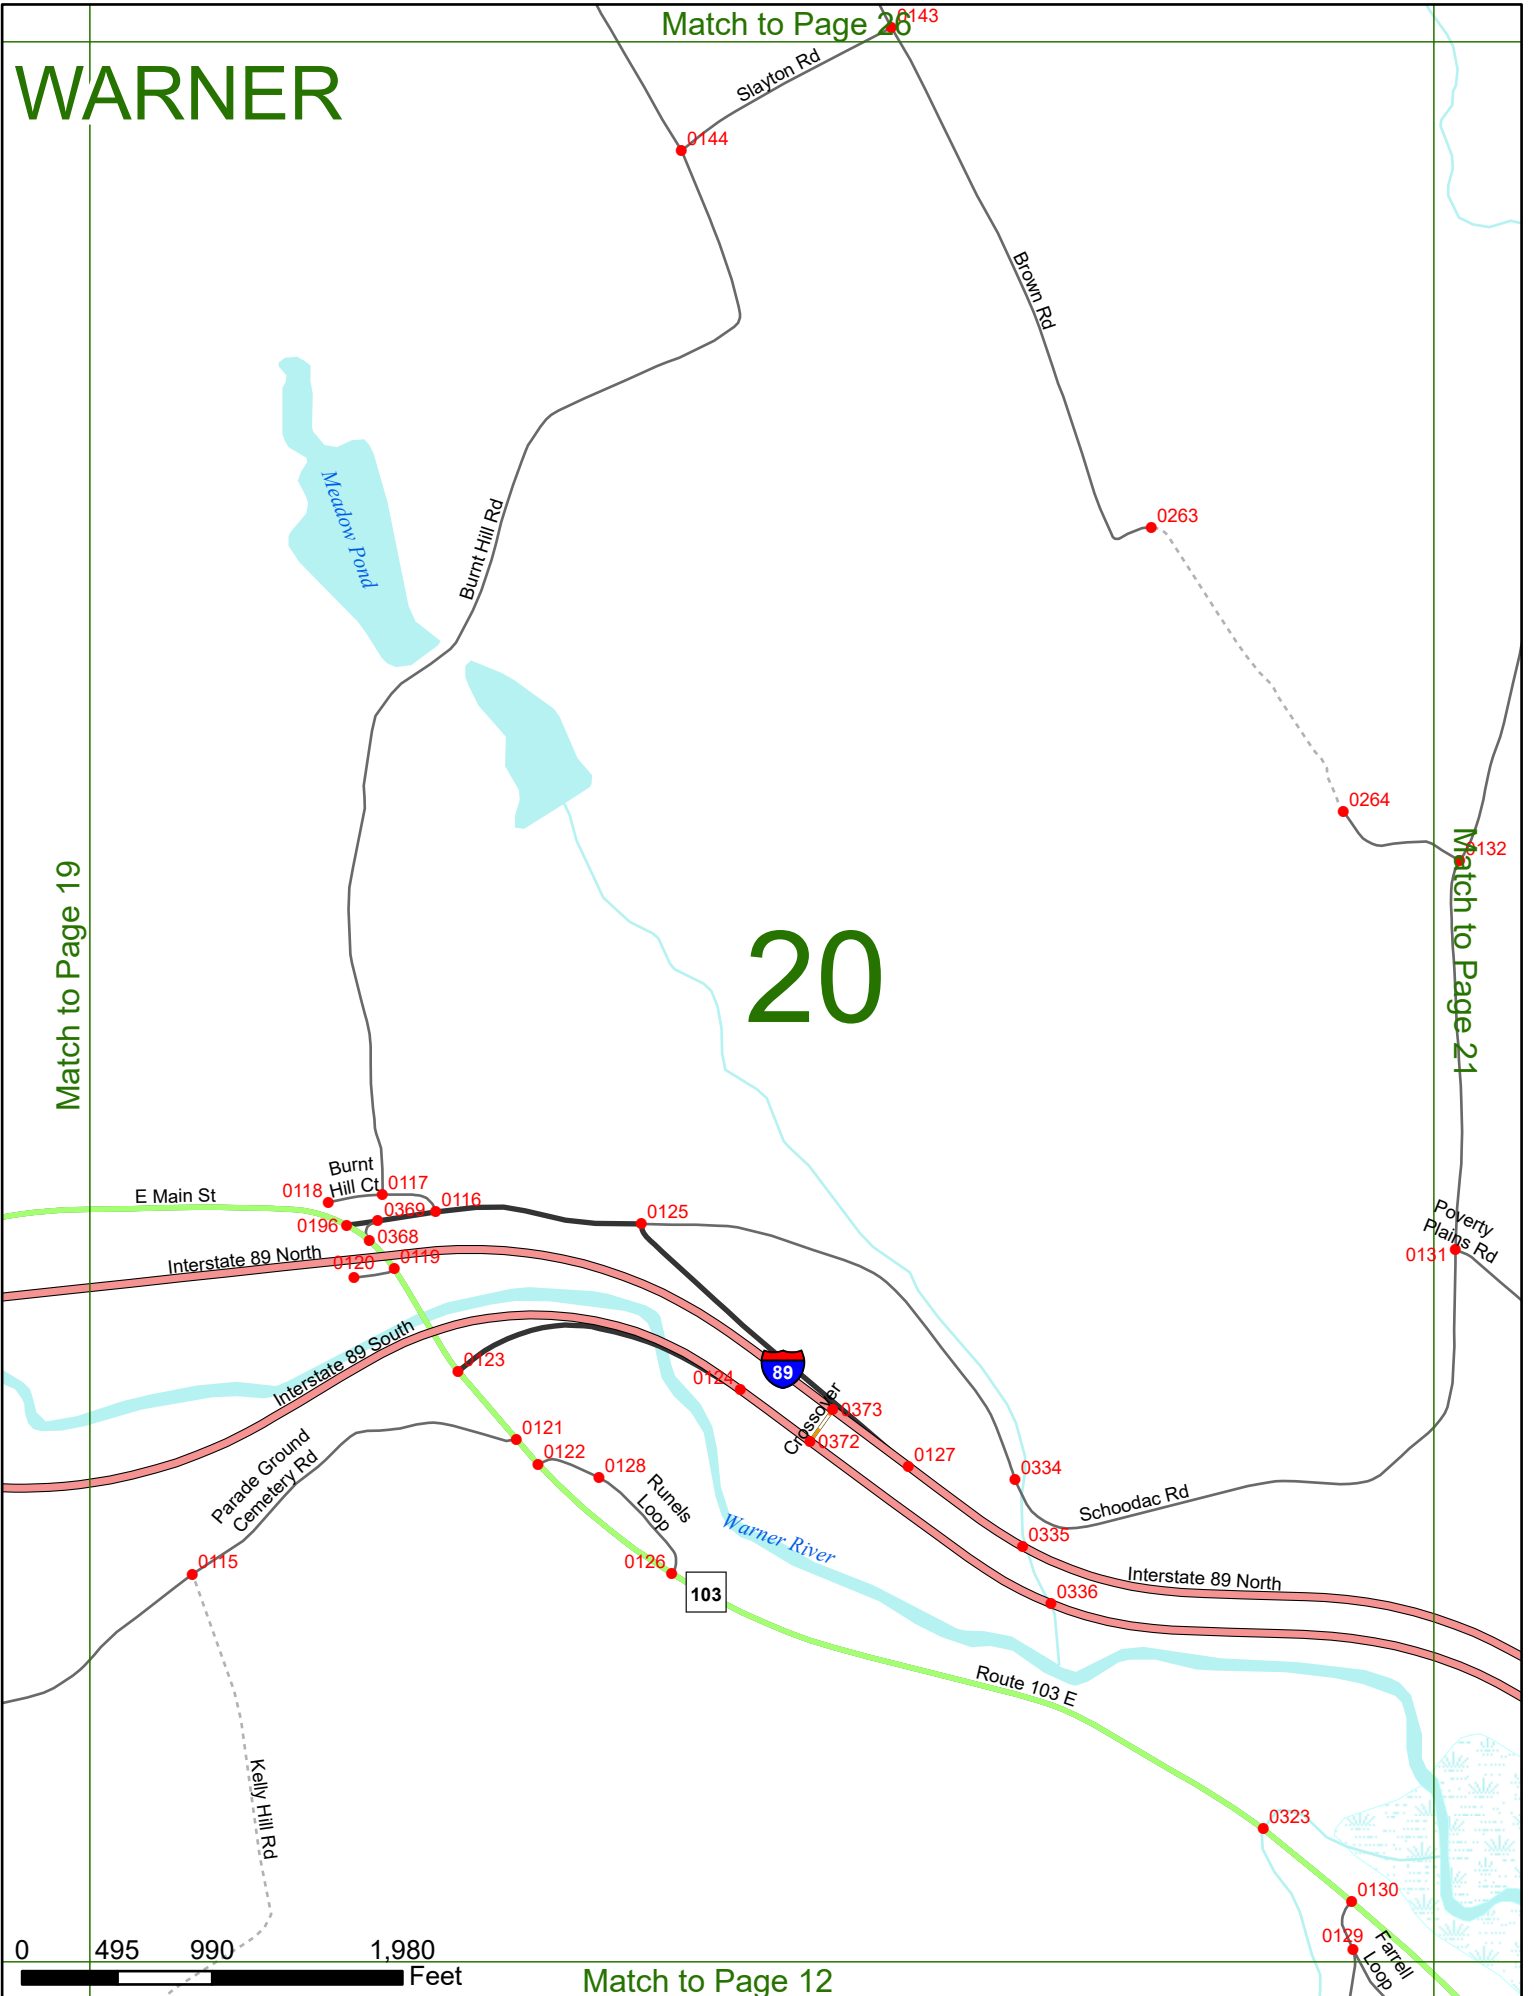 Match to Page 26
0143
WARNER
Slayton Rd
0144
Brown Rd
Meadow Pond
Burnt Hill Rd
0263
0264
0132
Match to Page 19
20
Match to Page 21
Burnt
Hill Ct
0118
0117
E Main St
0116
0369
0196
0125
0368
Poverty
Plains Rd
0131
Interstate 89 North
0120
0119
Interstate 89 South
0123
0124
89
Crossover
0373
0372
0121
0122
0128
Runels
Loop
0127
0334
Parade Ground
Cemetery Rd
Schoodac Rd
Warner River
0335
0115
0126
103
Interstate 89 North
0336
Route 103 E
Kelly Hill Rd
0323
0130
0129
Farrell
Loop
0 495 990 1,980
Feet
Match to Page 12